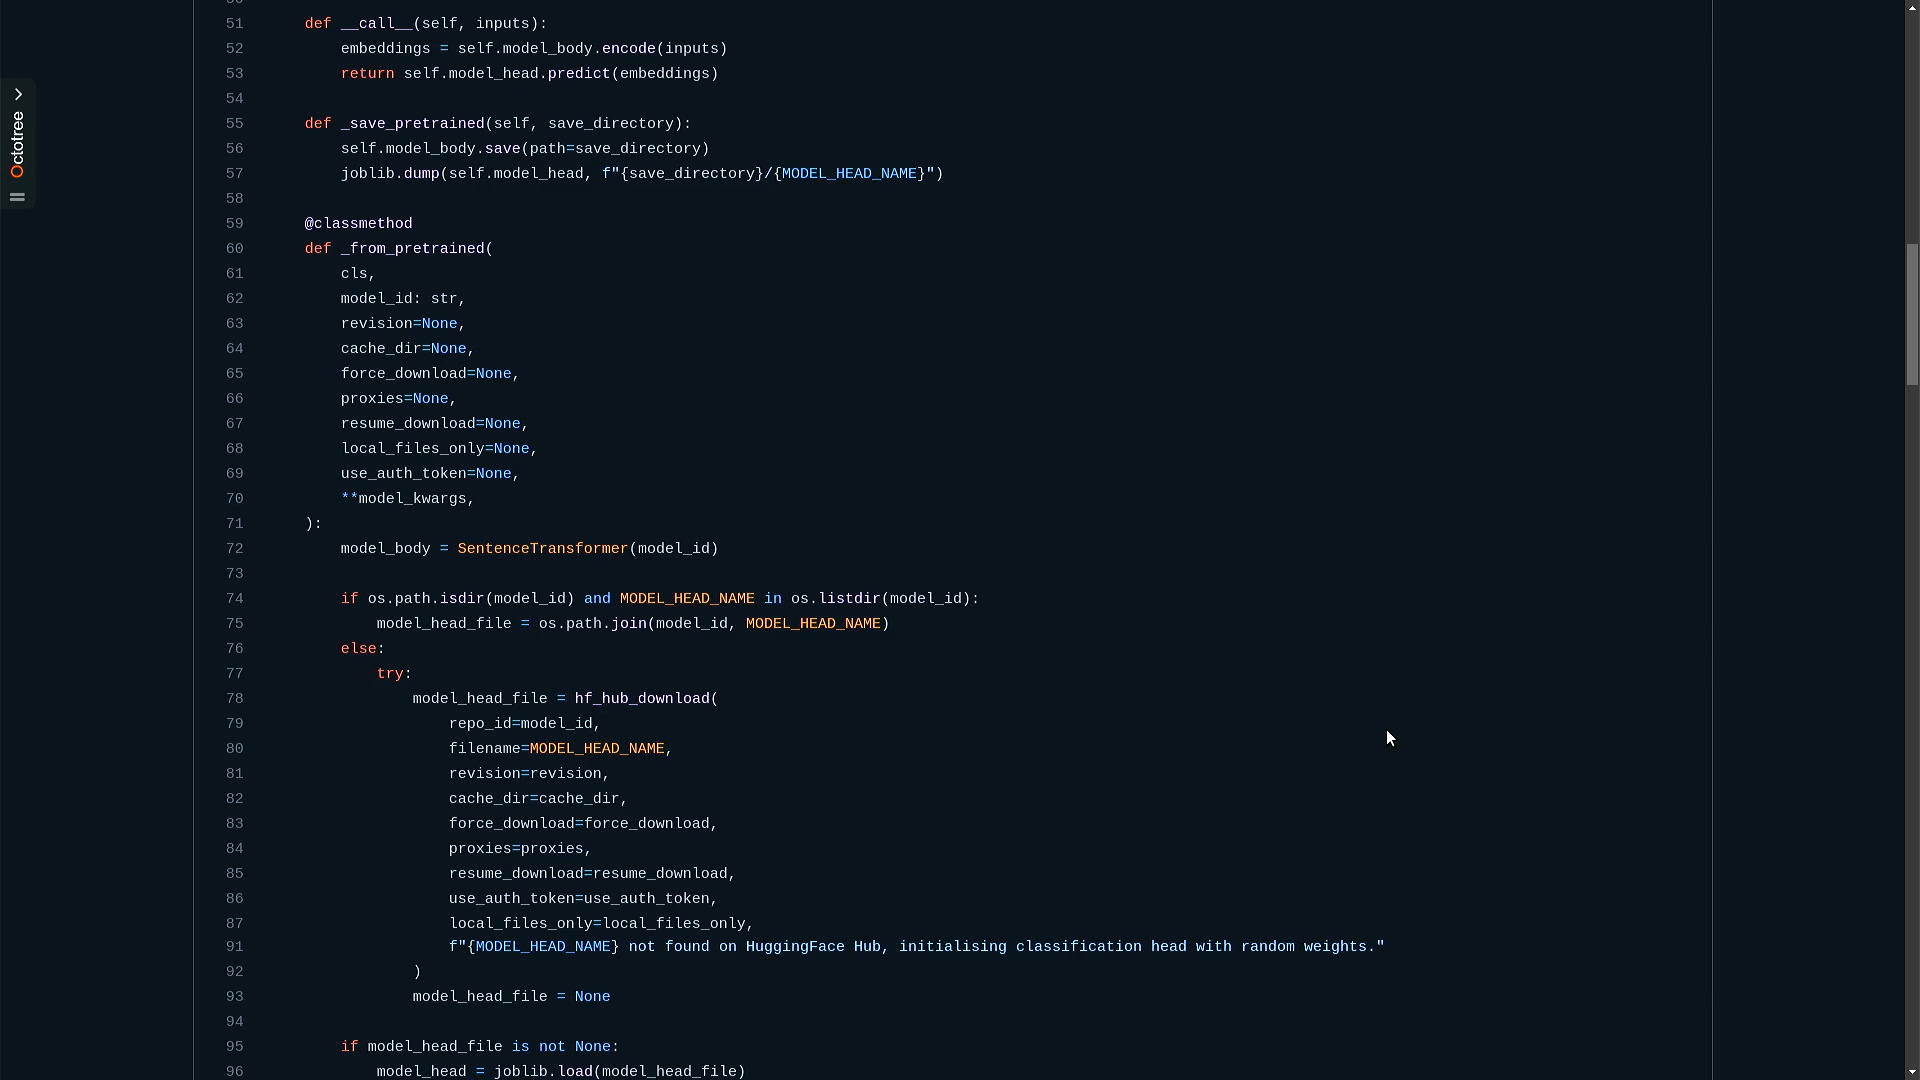 51 def __call__(self, inputs):
52 embeddings = self.model_body.encode(inputs)
53 return self.model_head.predict(embeddings)
54
55 def _save_pretrained(self, save_directory):
56 self.model_body.save(path=save_directory)
57 joblib.dump(self.model_head, f"{save_directory}/{MODEL_HEAD_NAME}")
58
59 @classmethod
60 def _from_pretrained(
61 cls,
62 model_id: str,
63 revision=None,
64 cache_dir=None,
65 force_download=None,
66 proxies=None,
67 resume_download=None,
68 local_files_only=None,
69 use_auth_token=None,
70 **model_kwargs,
71 ):
72 model_body = SentenceTransformer(model_id)
73
74 if os.path.isdir(model_id) and MODEL_HEAD_NAME in os.listdir(model_id):
75 model_head_file = os.path.join(model_id, MODEL_HEAD_NAME)
76 else:
77 try:
78 model_head_file = hf_hub_download(
79 repo_id=model_id,
80 filename=MODEL_HEAD_NAME,
81 revision=revision,
82 cache_dir=cache_dir,
83 force_download=force_download,
84 proxies=proxies,
85 resume_download=resume_download,
86 use_auth_token=use_auth_token,
87 local_files_only=local_files_only,
91 f"{MODEL_HEAD_NAME} not found on HuggingFace Hub, initialising classification head with random weights."
92 )
93 model_head_file = None
94
95 if model_head_file is not None:
96 model_head = joblib.load(model_head_file)
Octotree